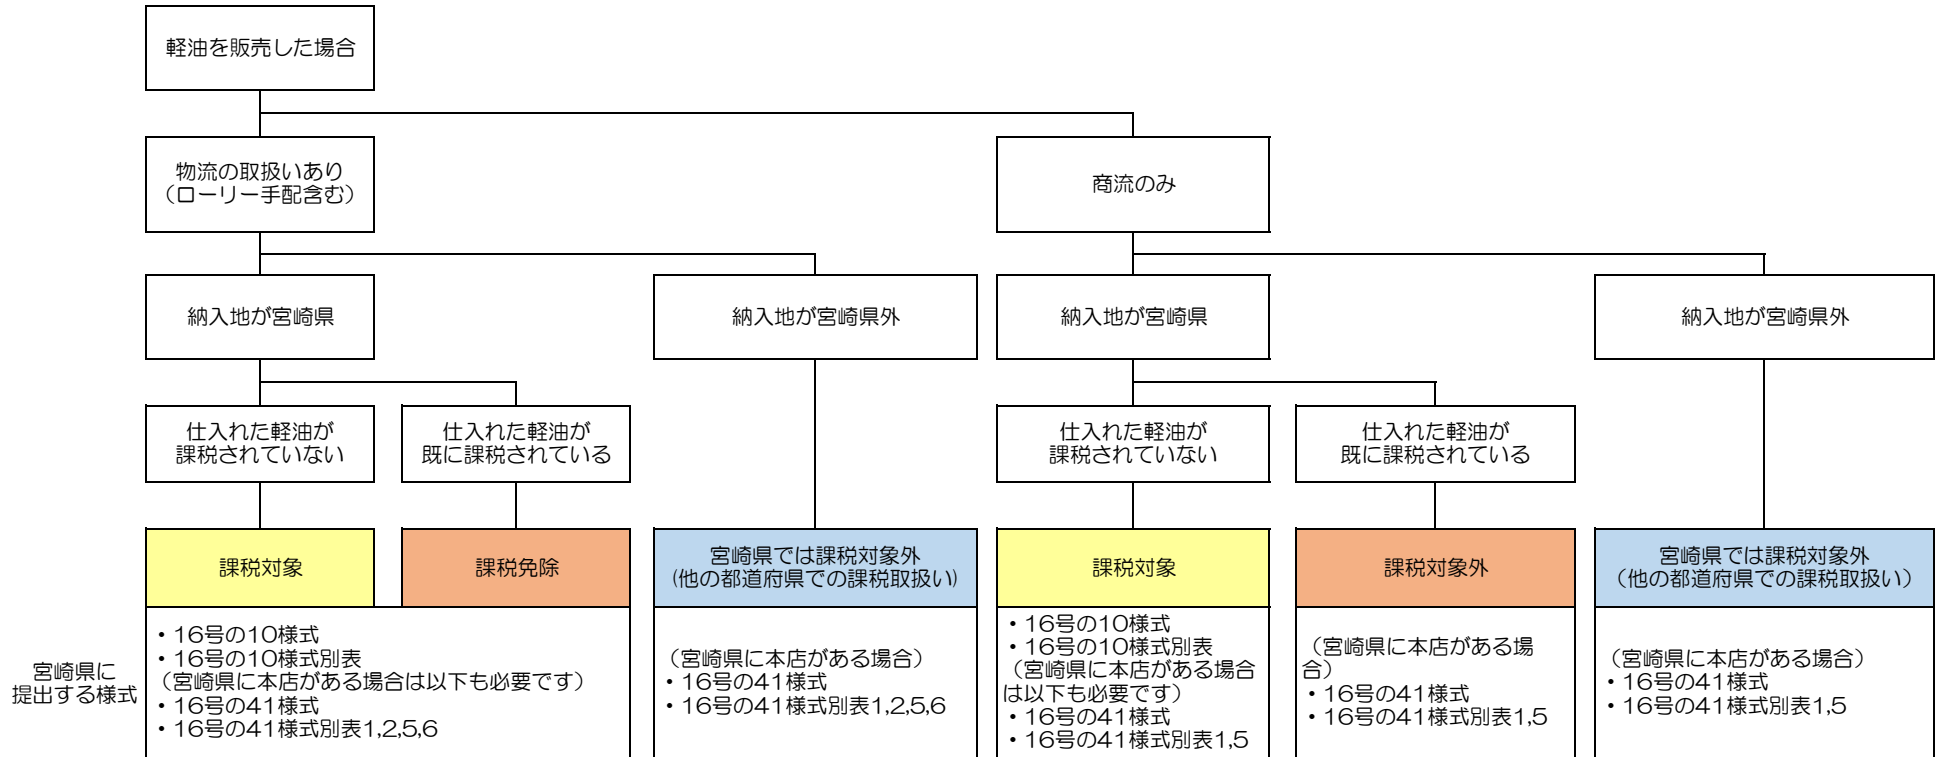 軽油を販売した場合
物流の取扱いあり
（ローリー手配含む）
商流のみ
納入地が宮崎県
納入地が宮崎県外
納入地が宮崎県
納入地が宮崎県外
仕入れた軽油が
課税されていない
仕入れた軽油が
既に課税されている
仕入れた軽油が
課税されていない
仕入れた軽油が
既に課税されている
課税対象
課税免除
宮崎県では課税対象外
(他の都道府県での課税取扱い)
課税対象
課税対象外
宮崎県では課税対象外
（他の都道府県での課税取扱い）
宮崎県に
提出する様式
・16号の10様式
・16号の10様式別表
（宮崎県に本店がある場合は以下も必要です）
・16号の41様式
・16号の41様式別表1,2,5,6
（宮崎県に本店がある場合）
・16号の41様式
・16号の41様式別表1,2,5,6
・16号の10様式
・16号の10様式別表
（宮崎県に本店がある場合
は以下も必要です）
・16号の41様式
・16号の41様式別表1,5
（宮崎県に本店がある場
合）
・16号の41様式
・16号の41様式別表1,5
（宮崎県に本店がある場合）
・16号の41様式
・16号の41様式別表1,5